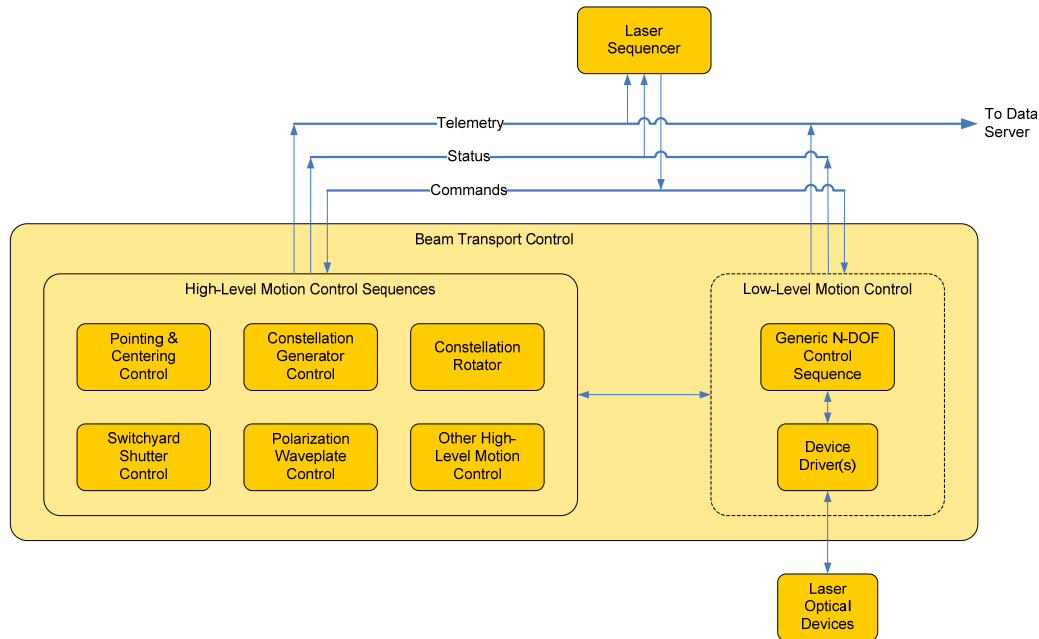 Laser
Sequencer
Telemetry
To Data
Server
Status
Commands
Beam Transport Control
High-Level Motion Control Sequences
Low-Level Motion Control
Pointing &
Centering
Control
Constellation
Generator
Control
Constellation
Rotator
Generic N-DOF
Control
Sequence
Switchyard
Shutter
Control
Polarization
Waveplate
Control
Other High-
Level Motion
Control
Device
Driver(s)
Laser
Optical
Devices